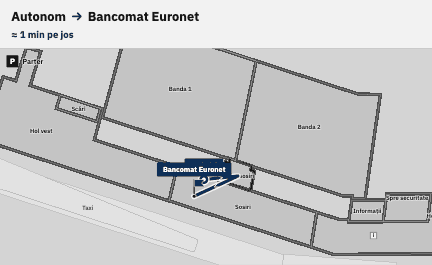 Autonom → Bancomat Euronet
≈ 1 min pe jos
P Parter
Banda 1
Scări
Hol vest
Banda 2
Bancomat Euronet
Sosiri
Taxi
Informații
Spre securitate
i